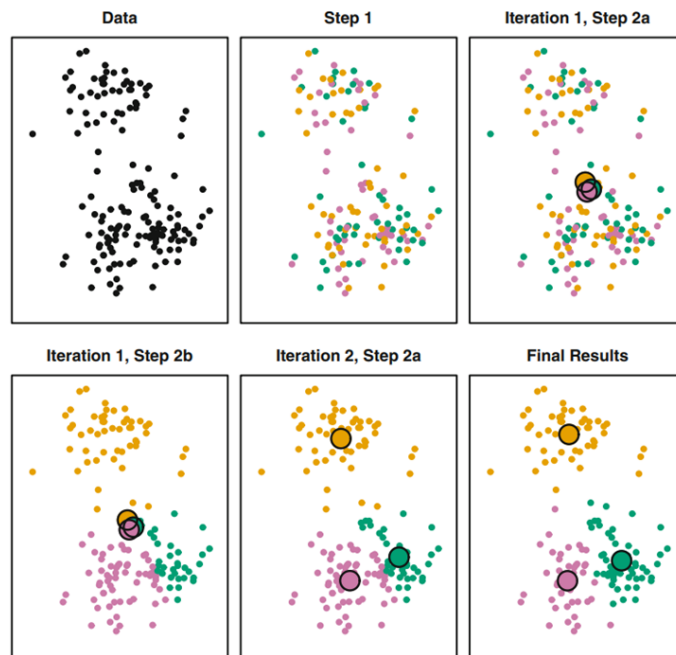 Data
Step 1
Iteration 1, Step 2a
Iteration 1, Step 2b
Iteration 2, Step 2a
Final Results